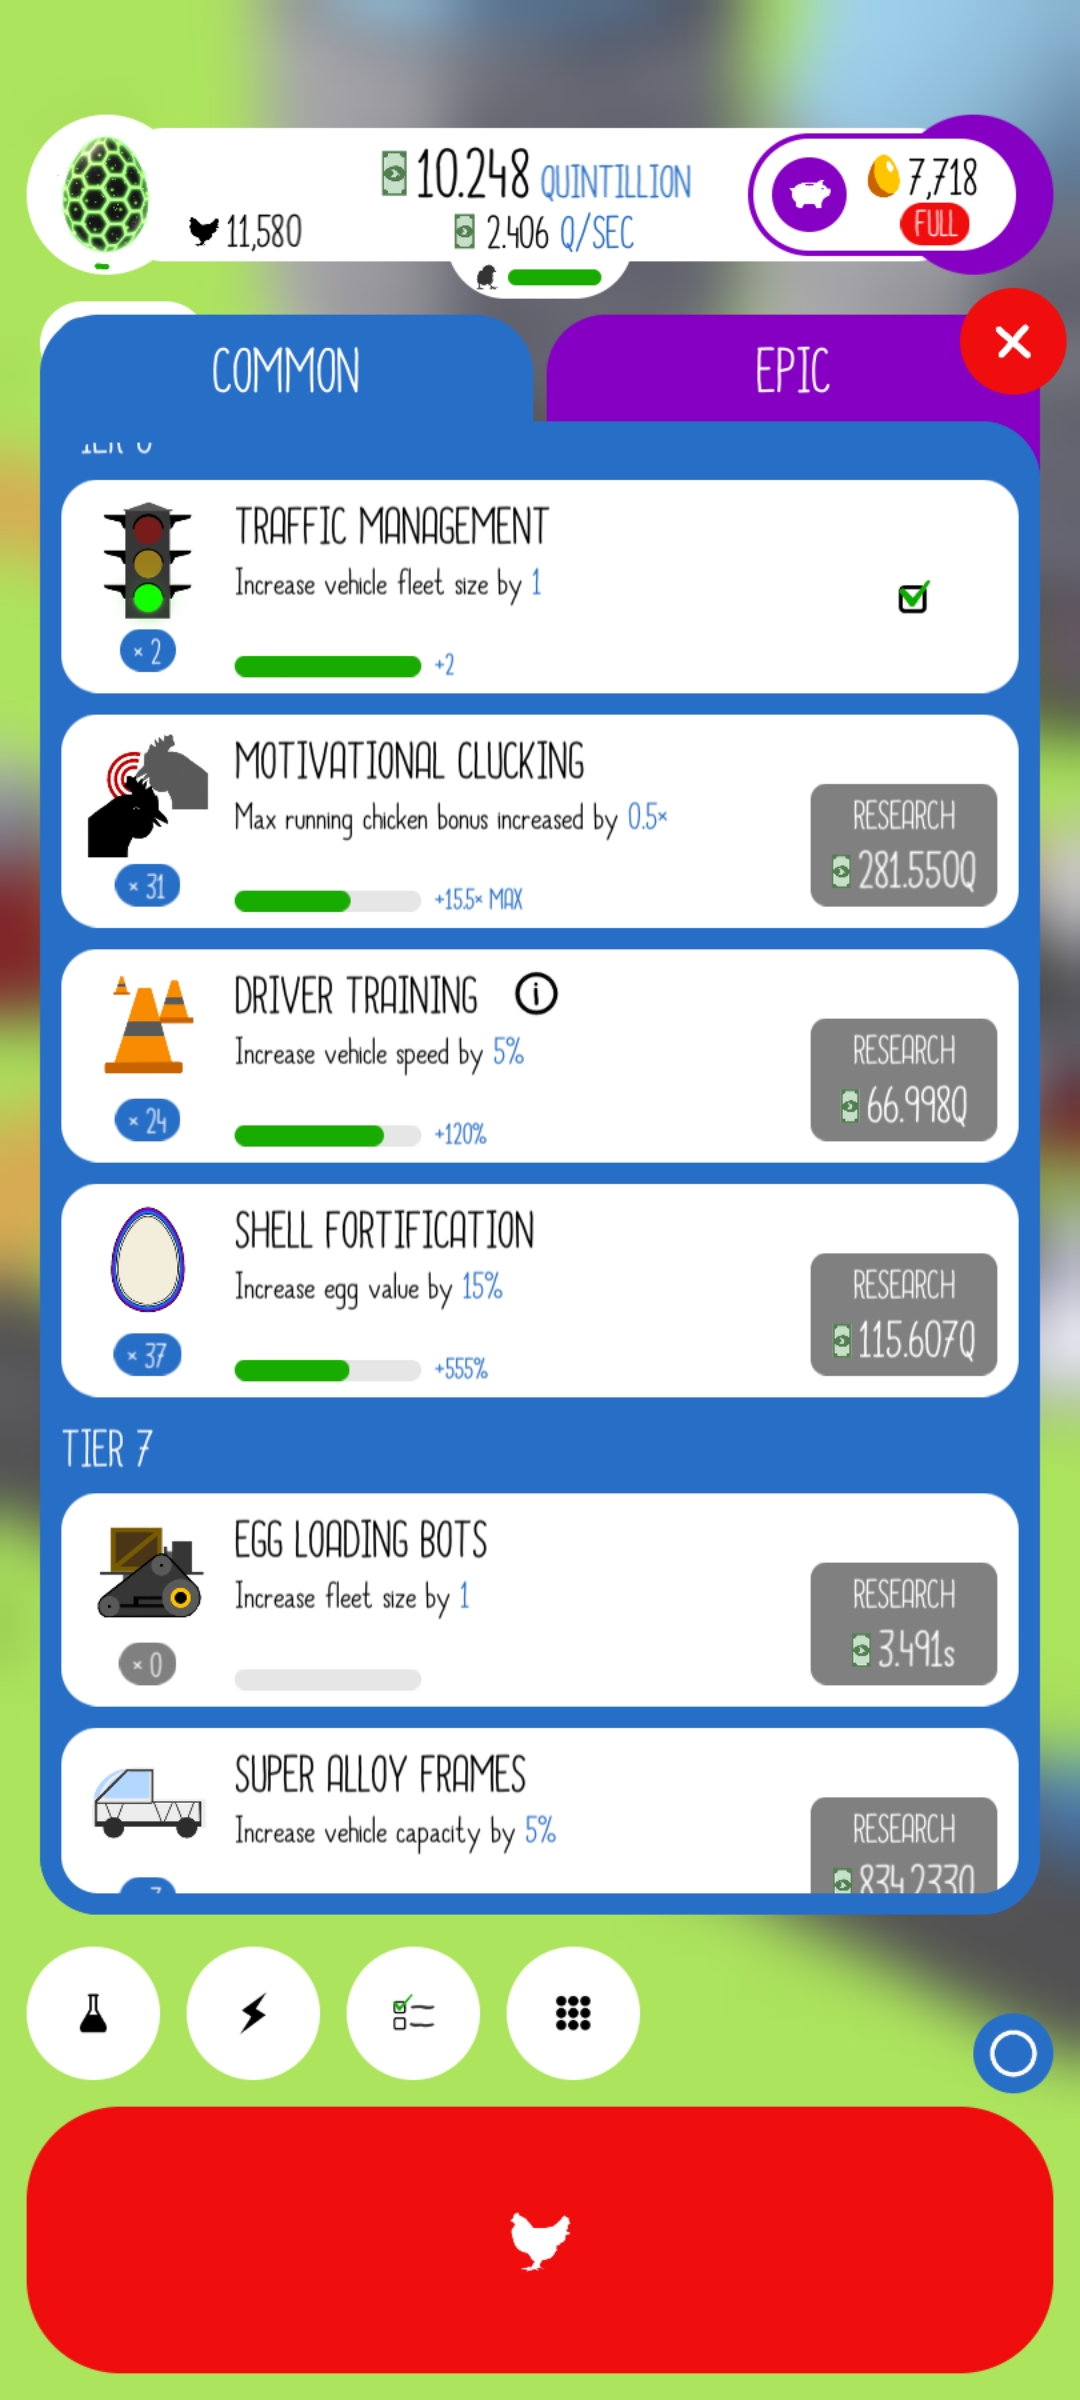 10.248 QUINTILLION
7,718
11,580
2.406 Q/SEC
FULL
COMMON
EPIC
TRAFFIC MANAGEMENT
Increase vehicle fleet size by 1
× 2
+2
MOTIVATIONAL CLUCKING
Max running chicken bonus increased by 0.5×
RESEARCH
281.550Q
× 31
+15.5× MAX
DRIVER TRAINING
i
Increase vehicle speed by 5%
RESEARCH
66.998Q
× 24
+120%
SHELL FORTIFICATION
Increase egg value by 15%
RESEARCH
115.607Q
× 37
+555%
TIER 7
EGG LOADING BOTS
Increase fleet size by 1
RESEARCH
3.491s
× 0
SUPER ALLOY FRAMES
Increase vehicle capacity by 5%
RESEARCH
834.233Q